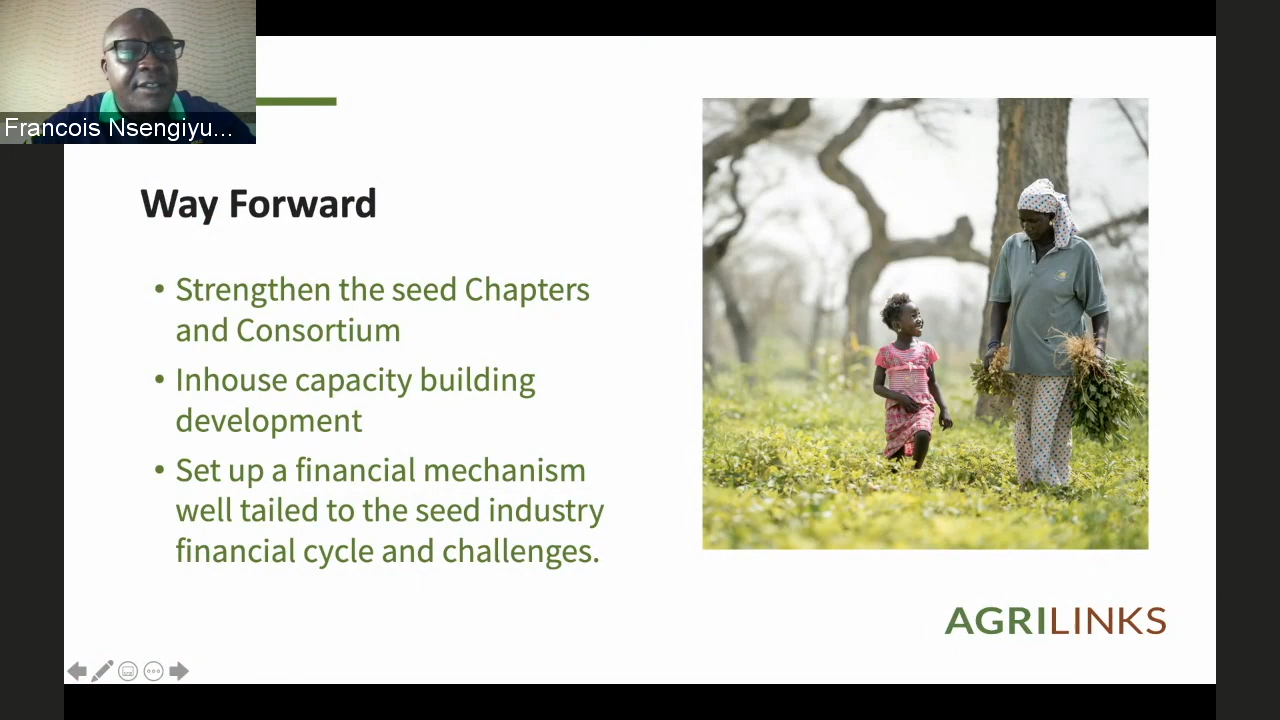 Francois Nsengiyu...
Way Forward
• Strengthen the seed Chapters
and Consortium
• Inhouse capacity building
development
• Set up a financial mechanism
well tailed to the seed industry
financial cycle and challenges.
AGRILINKS